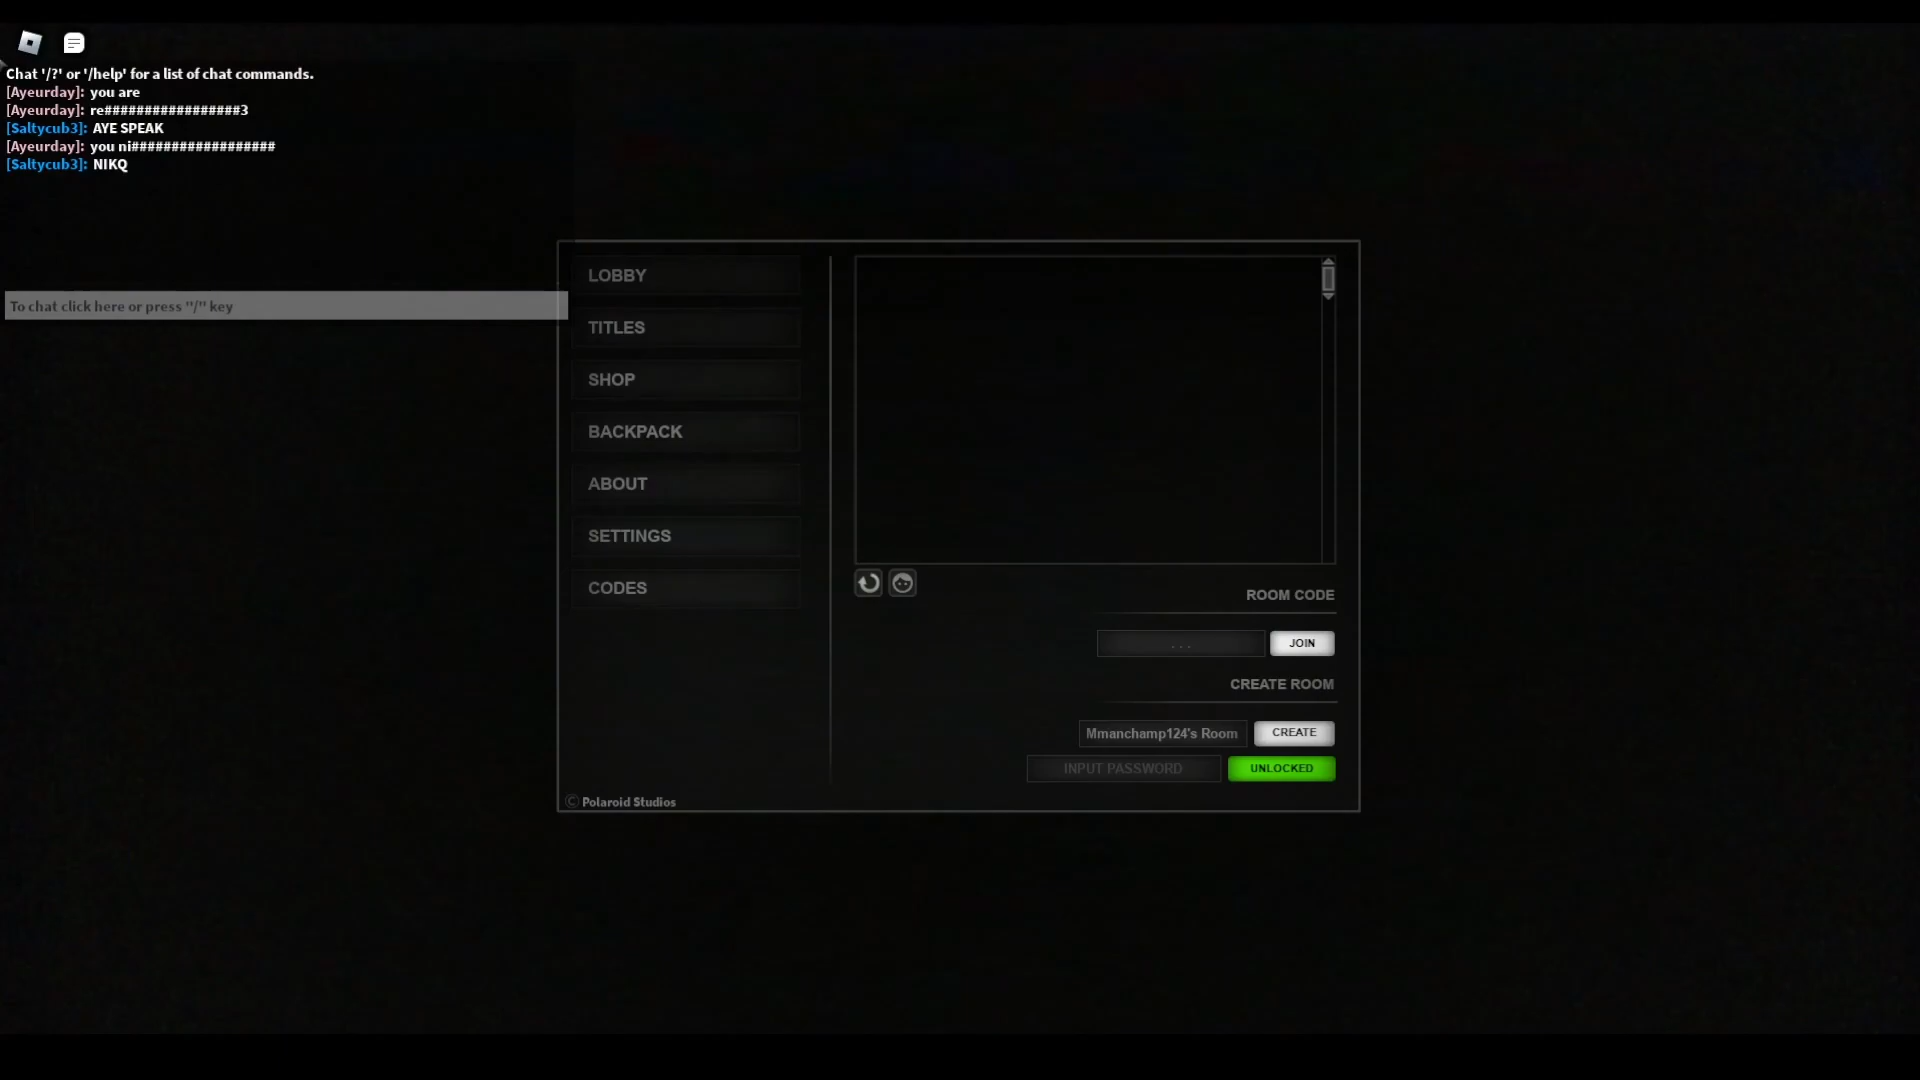 Chat '/?' or '/help' for a list of chat commands.
[Ayeurday]: you are
[Ayeurday]: re#################3
[Saltycub3]: AYE SPEAK
[Ayeurday]: you ni##################
[Saltycub3]: NIKQ
To chat click here or press "/" key
LOBBY
TITLES
SHOP
BACKPACK
ABOUT
SETTINGS
CODES
ROOM CODE
...
JOIN
CREATE ROOM
Mmanchamp124's Room
CREATE
INPUT PASSWORD
UNLOCKED
© Polaroid Studios